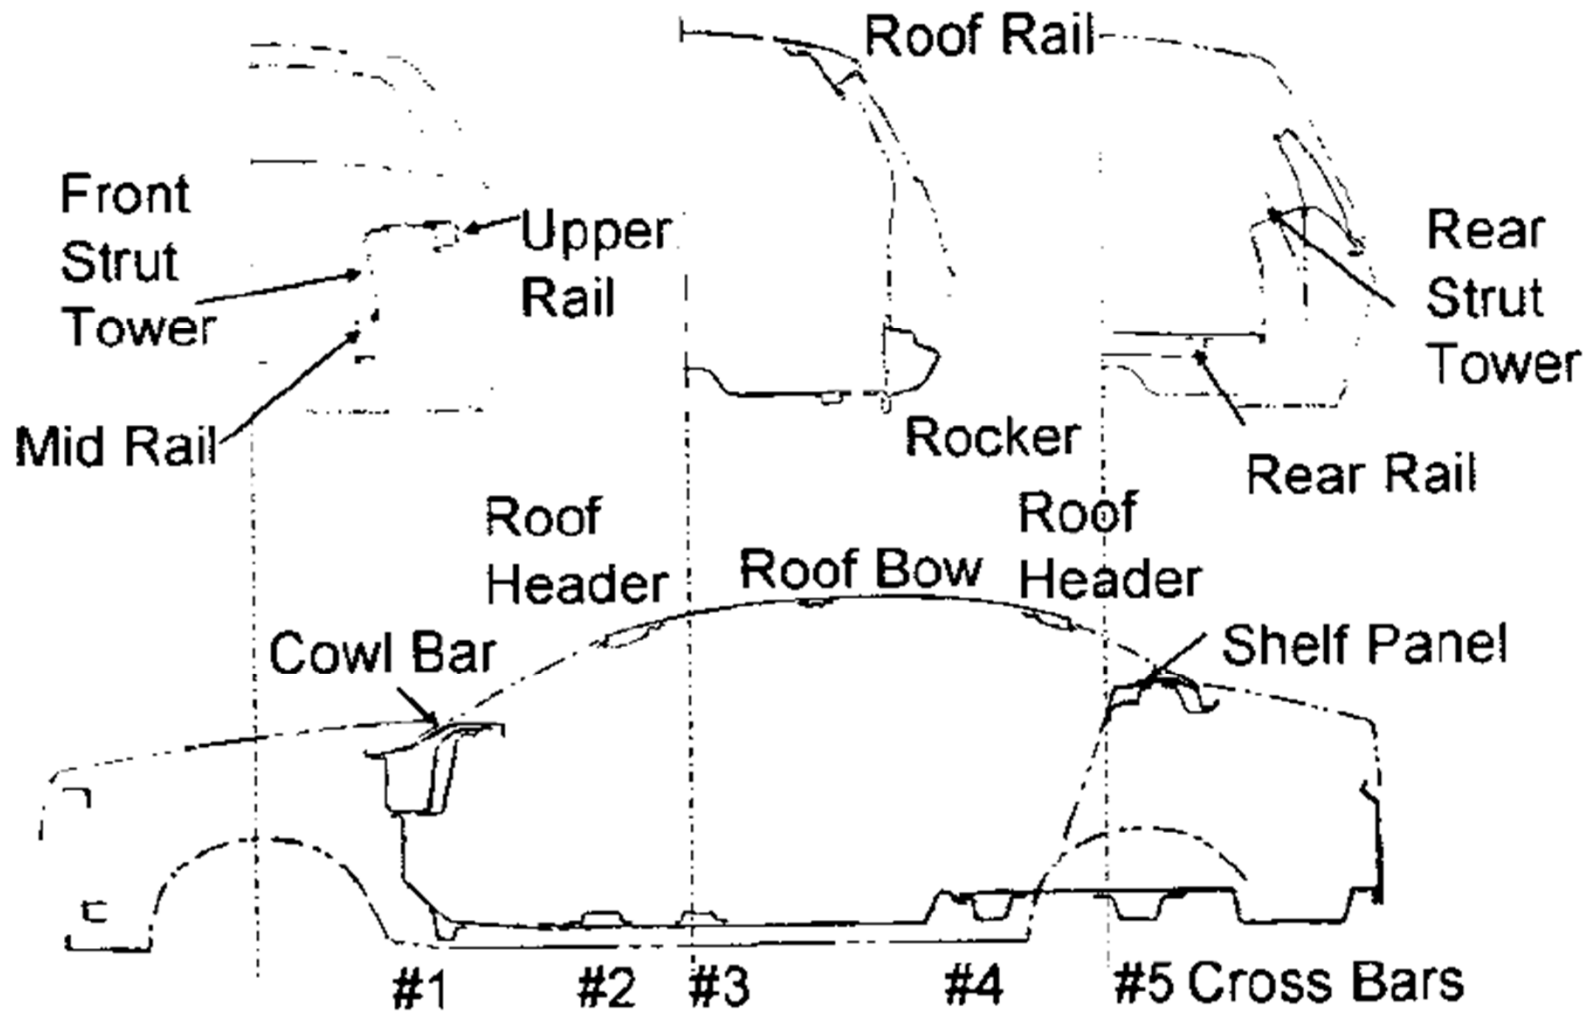 Roof Rail
Front
Strut
Tower
Upper
Rail
Rear
Strut
Tower
Mid Rail
Rocker
Rear Rail
Roof
Header
Roof Bow
Roof
Header
Cowl Bar
Shelf Panel
#1 #2 #3 #4 #5 Cross Bars